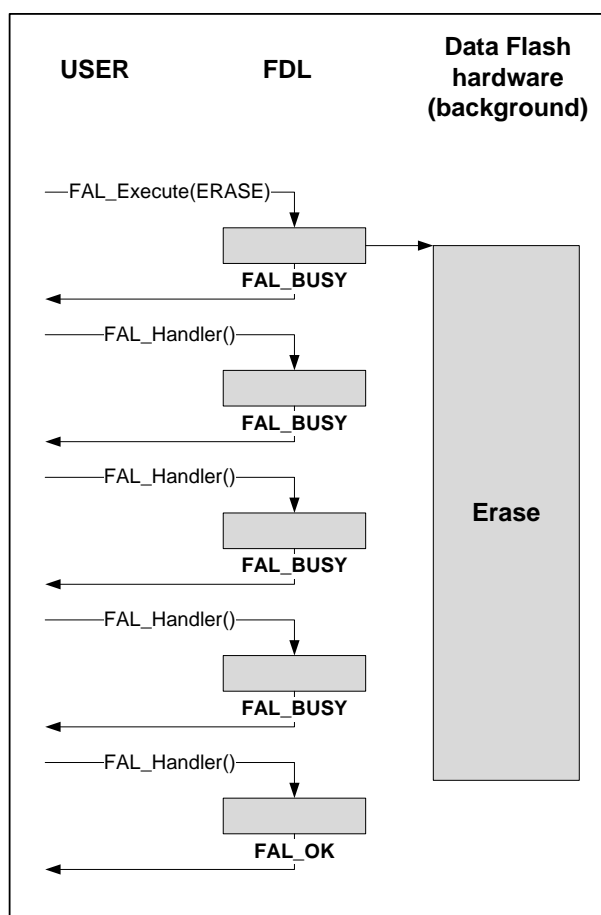 USER
FDL
Data Flash
hardware
(background)
FAL_Execute(ERASE)
FAL_BUSY
FAL_Handler()
FAL_BUSY
FAL_Handler()
FAL_BUSY
FAL_Handler()
FAL_BUSY
FAL_Handler()
FAL_OK
Erase